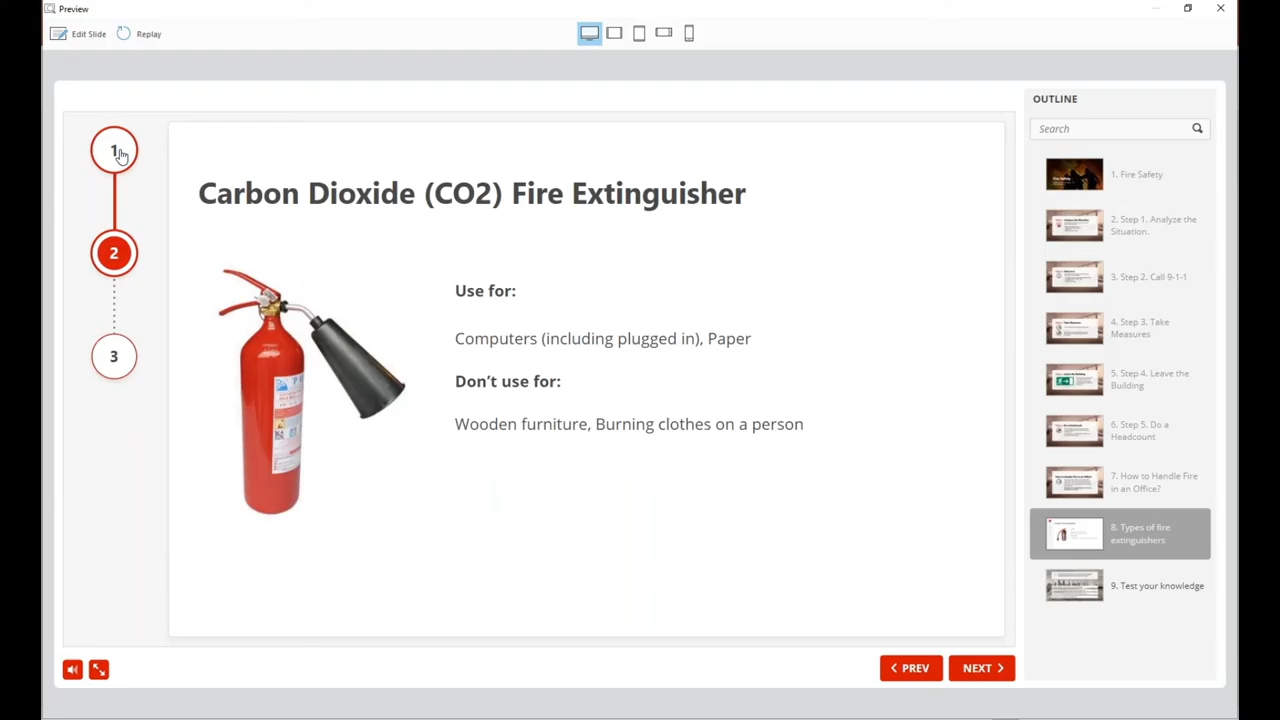 Preview
Edit Slide
Replay
1
2
3
Carbon Dioxide (CO2) Fire Extinguisher
Use for:
Computers (including plugged in), Paper
Don't use for:
Wooden furniture, Burning clothes on a person
OUTLINE
Search
1. Fire Safety
2. Step 1. Analyze the
Situation.
3. Step 2. Call 9-1-1
4. Step 3. Take
Measures
5. Step 4. Leave the
Building
6. Step 5. Do a
Headcount
7. How to Handle Fire
in an Office?
8. Types of fire
extinguishers
9. Test your knowledge
PREV
NEXT